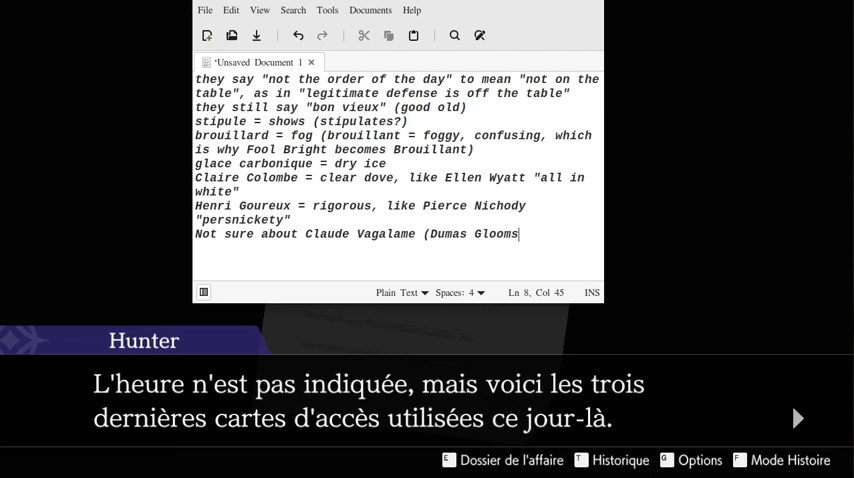 File Edit View Search Tools Documents Help
*Unsaved Document 1
they say "not the order of the day" to mean "not on the
table", as in "legitimate defense is off the table"
they still say "bon vieux" (good old)
stipule = shows (stipulates?)
brouillard = fog (brouillant = foggy, confusing, which
is why Fool Bright becomes Brouillant)
glace carbonique = dry ice
Claire Colombe = clear dove, like Ellen Wyatt "all in
white"
Henri Goureux = rigorous, like Pierce Nichody
"persnickety"
Not sure about Claude Vagalame (Dumas Glooms
Plain Text Spaces: 4 Ln 8, Col 45 INS
Hunter
L'heure n'est pas indiquée, mais voici les trois
dernières cartes d'accès utilisées ce jour-là.
E Dossier de l'affaire T Historique G Options F Mode Histoire